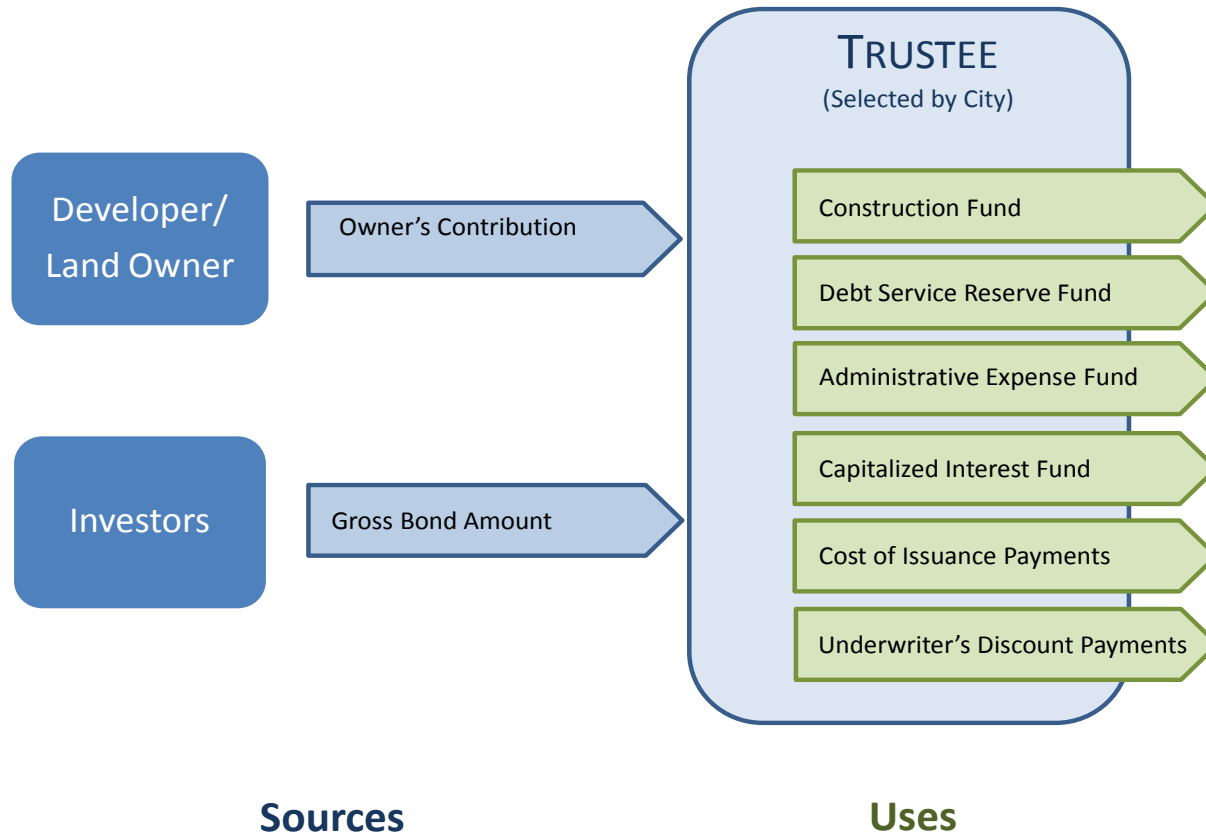 TRUSTEE
(Selected by City)
Developer/
Land Owner
Owner’s Contribution
Construction Fund
Debt Service Reserve Fund
Administrative Expense Fund
Investors
Gross Bond Amount
Capitalized Interest Fund
Cost of Issuance Payments
Underwriter’s Discount Payments
Sources
Uses